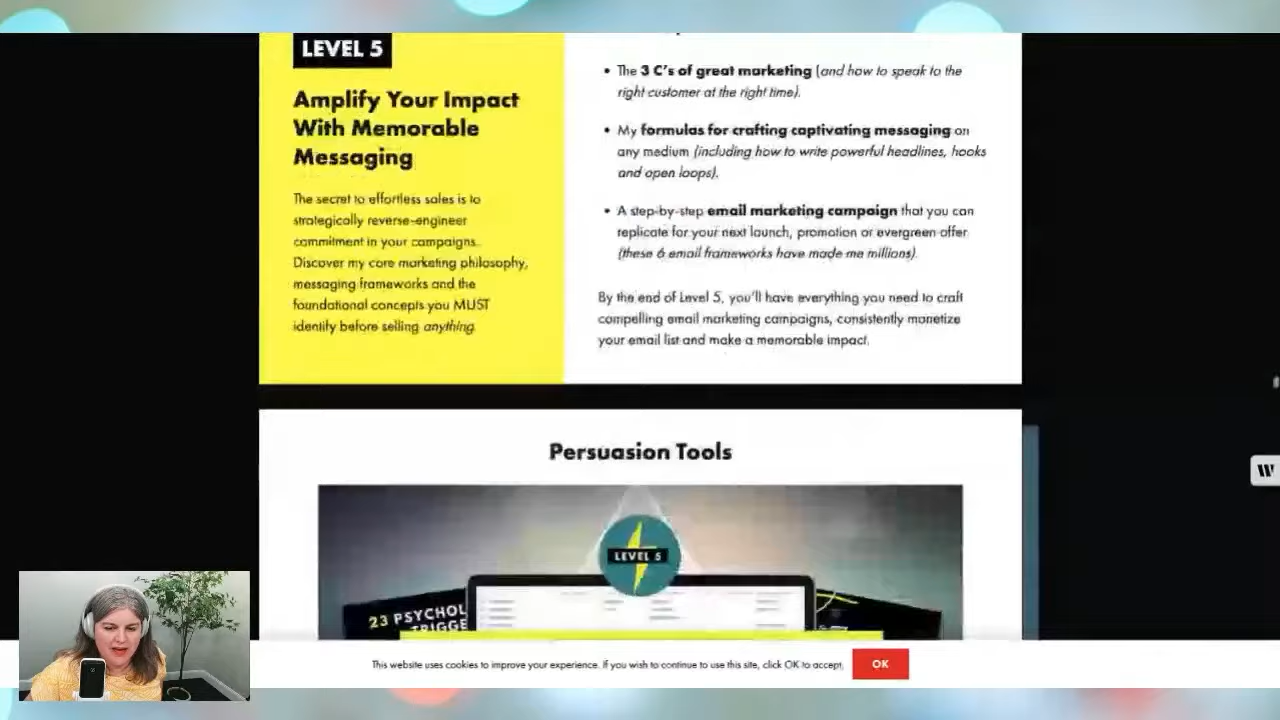 LEVEL 5
Amplify Your Impact
With Memorable
Messaging
The secret to effortless sales is to
strategically reverse-engineer
commitment in your campaigns.
Discover my core marketing philosophy,
messaging frameworks and the
foundational concepts you MUST
identify before selling anything.
• The 3 C's of great marketing (and how to speak to the
right customer at the right time).
• My formulas for crafting captivating messaging on
any medium (including how to write powerful headlines, hooks
and open loops).
• A step-by-step email marketing campaign that you can
replicate for your next launch, promotion or evergreen offer
(these 6 email frameworks have made me millions).
By the end of Level 5, you'll have everything you need to craft
compelling email marketing campaigns, consistently monetize
your email list and make a memorable impact.
Persuasion Tools
LEVEL 5
23 PSYCHOL
TRIGGE
W
This website uses cookies to improve your experience. If you wish to continue to use this site, click OK to accept.
OK